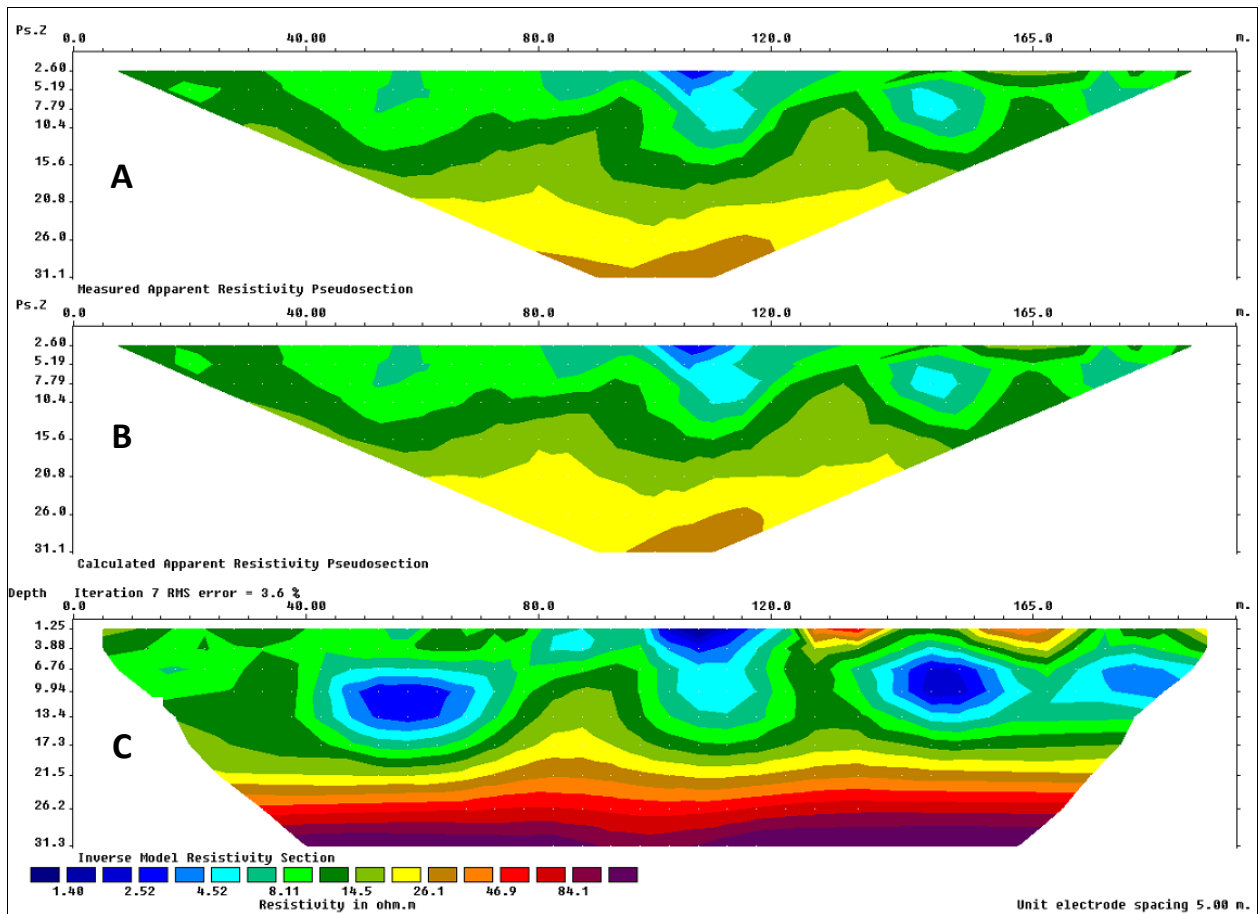 Ps.Z 0.0 40.00 80.0 120.0 165.0 m.
2.60
5.19
7.79
10.4
15.6
20.8
26.0
31.1
A
Measured Apparent Resistivity Pseudosection
Ps.Z 0.0 40.00 80.0 120.0 165.0 m.
2.60
5.19
7.79
10.4
15.6
20.8
26.0
31.1
B
Calculated Apparent Resistivity Pseudosection
Depth Iteration 7 RMS error = 3.6 %
0.0 40.00 80.0 120.0 165.0 m.
1.25
3.88
6.76
9.94
13.4
17.3
21.5
26.2
31.3
C
Inverse Model Resistivity Section
1.40 2.52 4.52 8.11 14.5 26.1 46.9 84.1
Resistivity in ohm.m Unit electrode spacing 5.00 m.